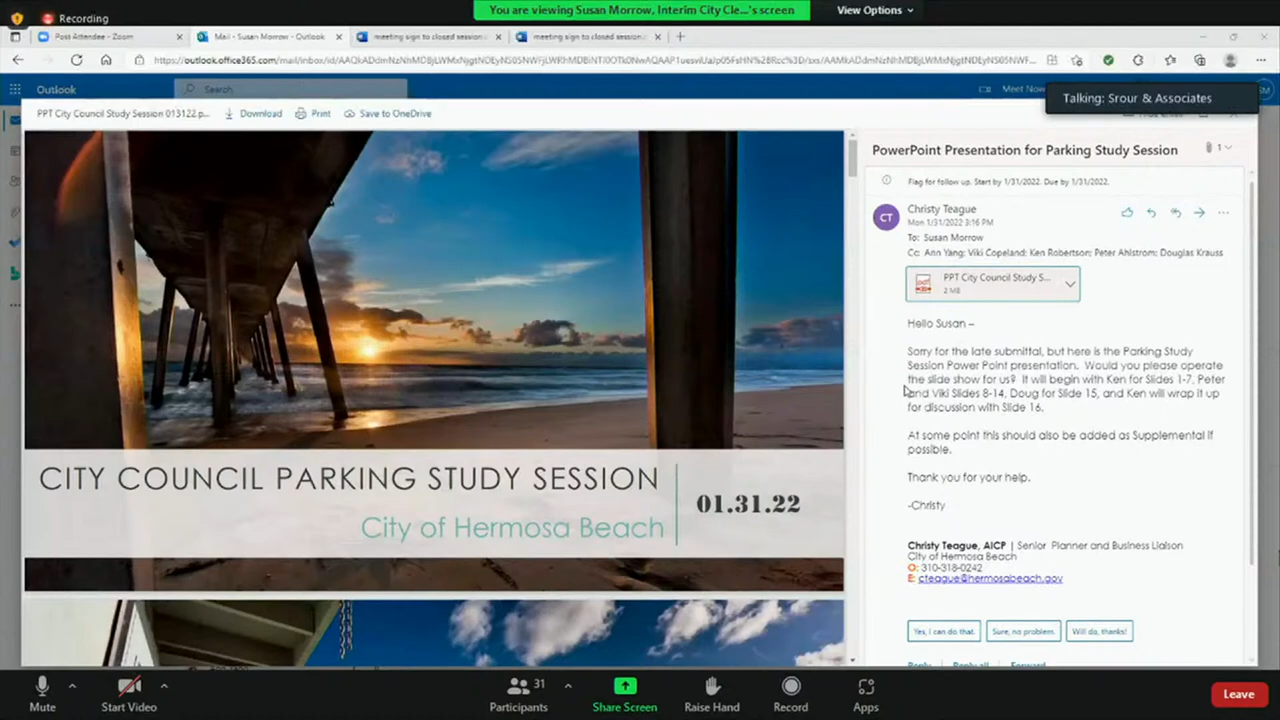 Recording
You are viewing Susan Morrow, Interim City Cle...'s screen
View Options
Post Attendee - Zoom
Mail - Susan Morrow - Outlook
meeting sign to closed session
meeting sign to closed session
Outlook
Search
Meet Now
Talking: Srour & Associates
PPT City Council Study Session 013122.p...
Download
Print
Save to OneDrive
PowerPoint Presentation for Parking Study Session
1
Flag for follow up. Start by 1/31/2022. Due by 1/31/2022.
CT
Christy Teague
Mon 1/31/2022 3:16 PM
To: Susan Morrow
Cc: Ann Yang; Viki Copeland; Ken Robertson; Peter Ahlstrom; Douglas Krauss
PPT City Council Study S...
2 MB
Hello Susan –
Sorry for the late submittal, but here is the Parking Study
Session Power Point presentation. Would you please operate
the slide show for us? It will begin with Ken for Slides 1-7, Peter
and Viki Slides 8-14, Doug for Slide 15, and Ken will wrap it up
for discussion with Slide 16.
At some point this should also be added as Supplemental if
possible.
Thank you for your help.
-Christy
Christy Teague, AICP | Senior Planner and Business Liaison
City of Hermosa Beach
O: 310-318-0242
E: cteague@hermosabeach.gov
Yes, I can do that.
Sure, no problem.
Will do, thanks!
Reply
Reply all
Forward
CITY COUNCIL PARKING STUDY SESSION
City of Hermosa Beach
01.31.22
Mute
Start Video
31
Participants
Share Screen
Raise Hand
Record
Apps
Leave